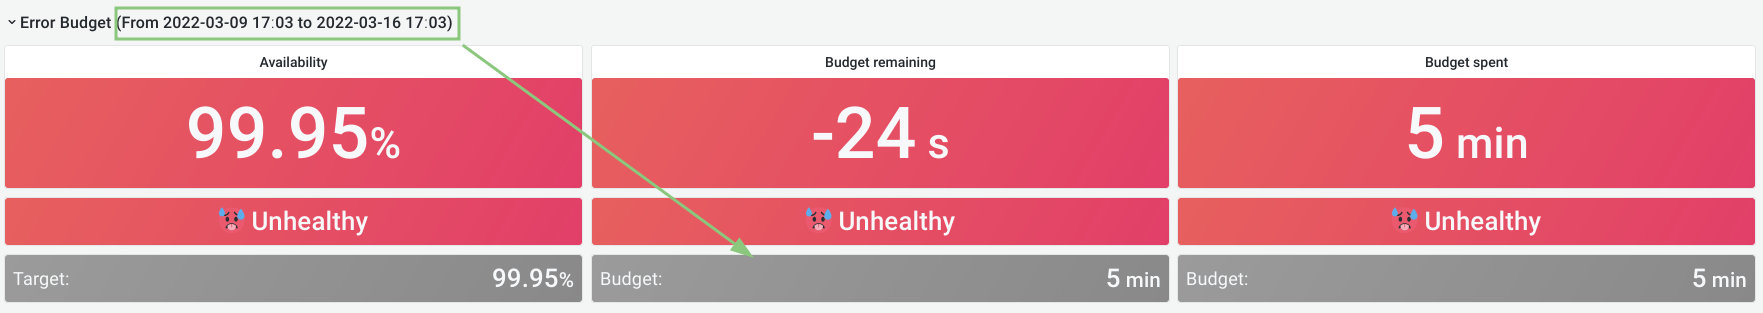 Error Budget (From 2022-03-09 17:03 to 2022-03-16 17:03)
Availability
99.95%
Unhealthy
Target: 99.95%
Budget remaining
-24 s
Unhealthy
Budget: 5 min
Budget spent
5 min
Unhealthy
Budget: 5 min